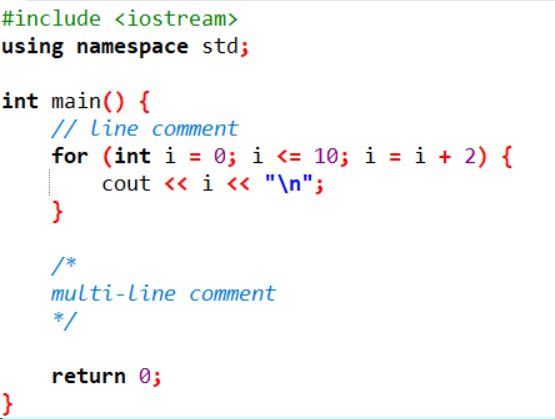 #include <iostream>
using namespace std;

int main() {
    // line comment
    for (int i = 0; i <= 10; i = i + 2) {
        cout << i << "\n";
    }

    /*
    multi-line comment
    */

    return 0;
}